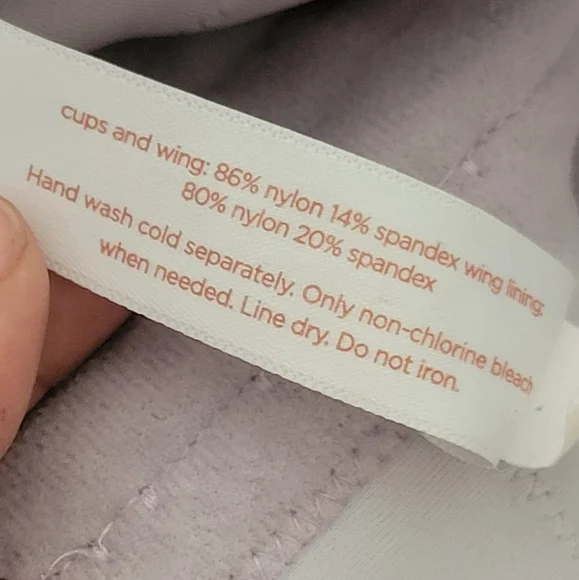 cups and wing: 86% nylon 14% spandex wing lining:
80% nylon 20% spandex
Hand wash cold separately. Only non-chlorine bleach
when needed. Line dry. Do not iron.